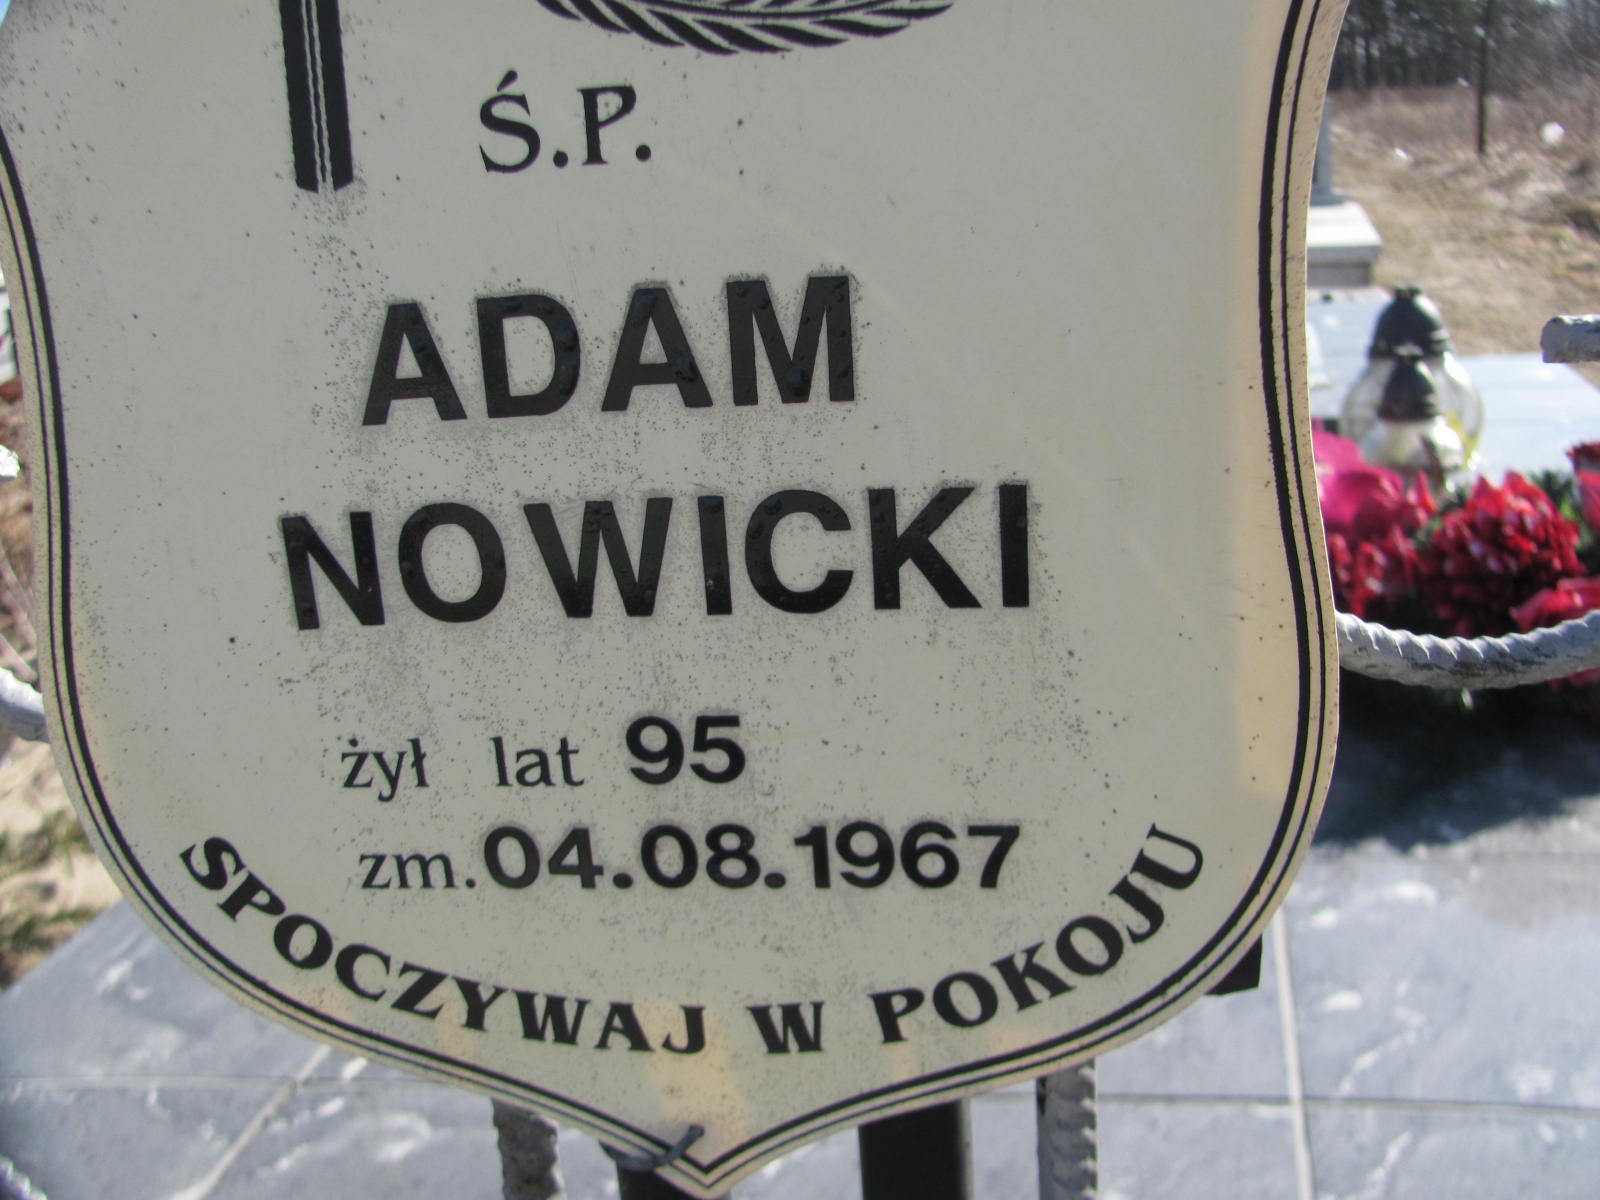 Ś.P.
ADAM
NOWICKI
żył lat 95
zm. 04.08.1967
SPOCZYWAJ W POKOJU